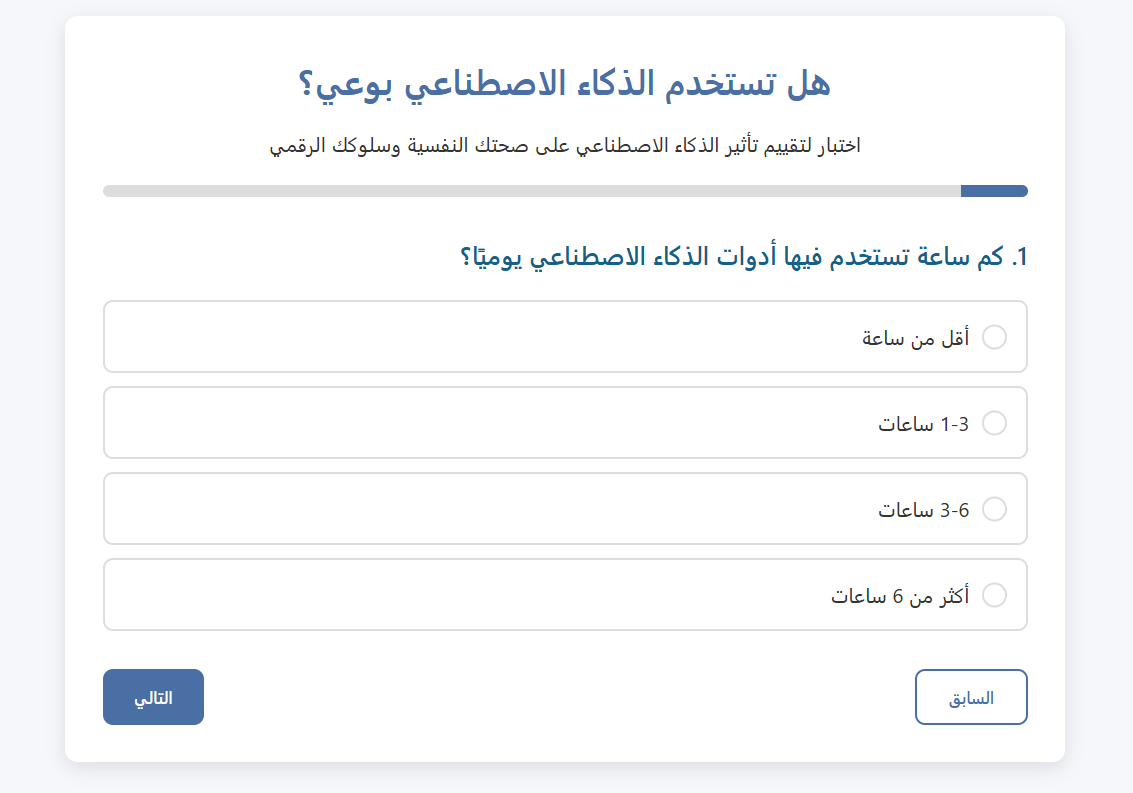 هل تستخدم الذكاء الاصطناعي بوعي؟
اختبار لتقييم تأثير الذكاء الاصطناعي على صحتك النفسية وسلوكك الرقمي
1. كم ساعة تستخدم فيها أدوات الذكاء الاصطناعي يوميًا؟
أقل من ساعة
1-3 ساعات
3-6 ساعات
أكثر من 6 ساعات
السابق
التالي